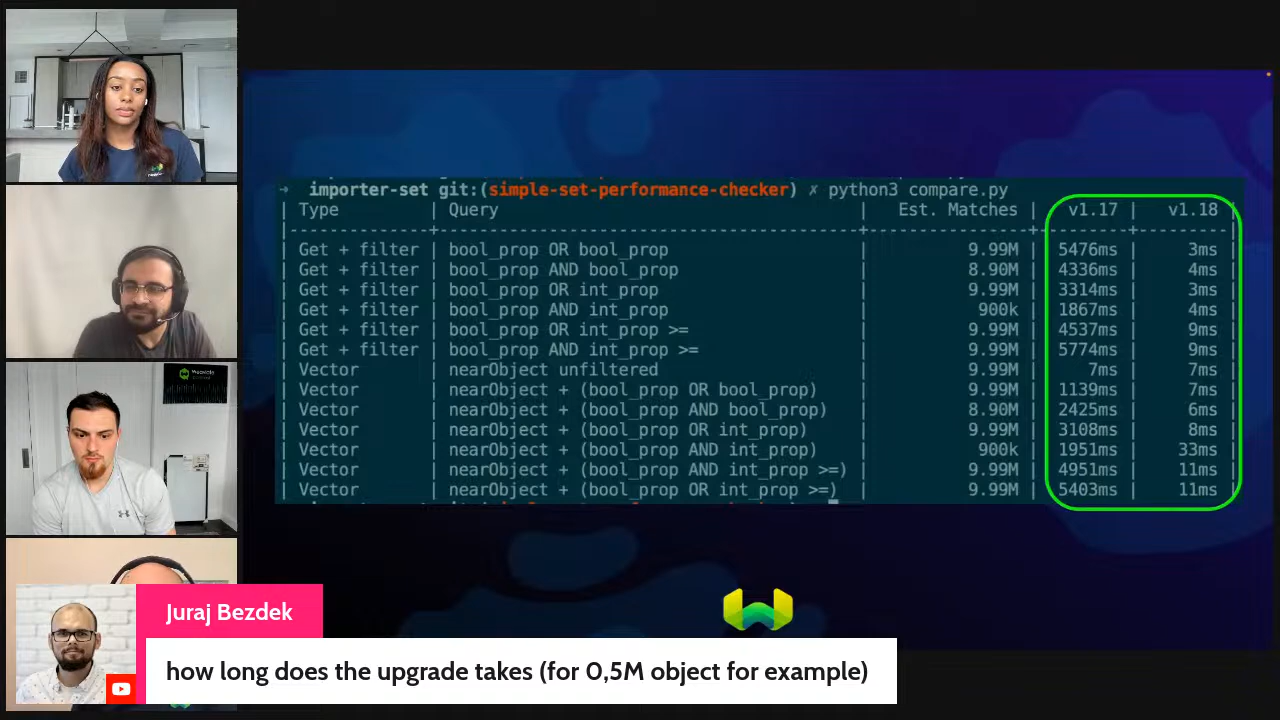 → importer-set git:(simple-set-performance-checker) ✗ python3 compare.py
| Type | Query | Est. Matches | v1.17 | v1.18 |
|--------------+------------------------------------------+----------------+---------+---------|
| Get + filter | bool_prop OR bool_prop | 9.99M | 5476ms | 3ms |
| Get + filter | bool_prop AND bool_prop | 8.90M | 4336ms | 4ms |
| Get + filter | bool_prop OR int_prop | 9.99M | 3314ms | 3ms |
| Get + filter | bool_prop AND int_prop | 900k | 1867ms | 4ms |
| Get + filter | bool_prop OR int_prop >= | 9.99M | 4537ms | 9ms |
| Get + filter | bool_prop AND int_prop >= | 9.99M | 5774ms | 9ms |
| Vector | nearObject unfiltered | 9.99M | 7ms | 7ms |
| Vector | nearObject + (bool_prop OR bool_prop) | 9.99M | 1139ms | 7ms |
| Vector | nearObject + (bool_prop AND bool_prop) | 8.90M | 2425ms | 6ms |
| Vector | nearObject + (bool_prop OR int_prop) | 9.99M | 3108ms | 8ms |
| Vector | nearObject + (bool_prop AND int_prop) | 900k | 1951ms | 33ms |
| Vector | nearObject + (bool_prop AND int_prop >=) | 9.99M | 4951ms | 11ms |
| Vector | nearObject + (bool_prop OR int_prop >=) | 9.99M | 5403ms | 11ms |
Juraj Bezdek
how long does the upgrade takes (for 0,5M object for example)